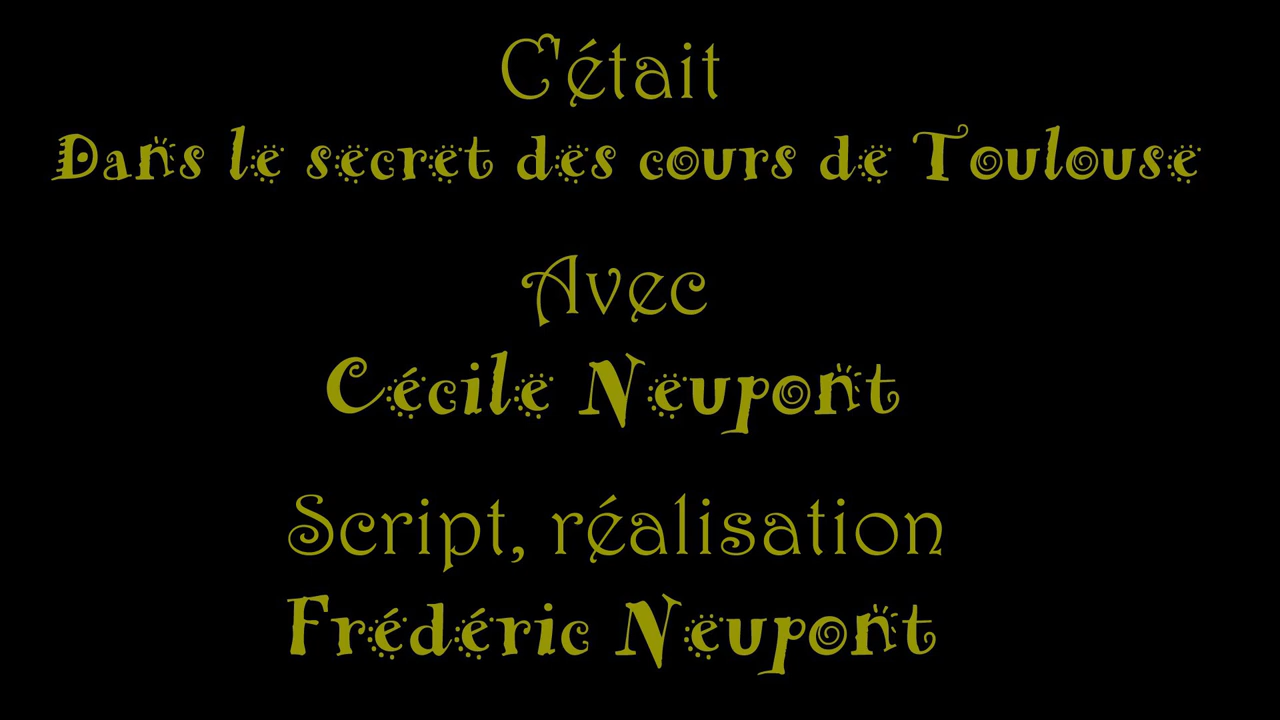 C'était
Dans le secret des cours de Toulouse
Avec
Cécile Neupont
Script, réalisation
Frédéric Neupont